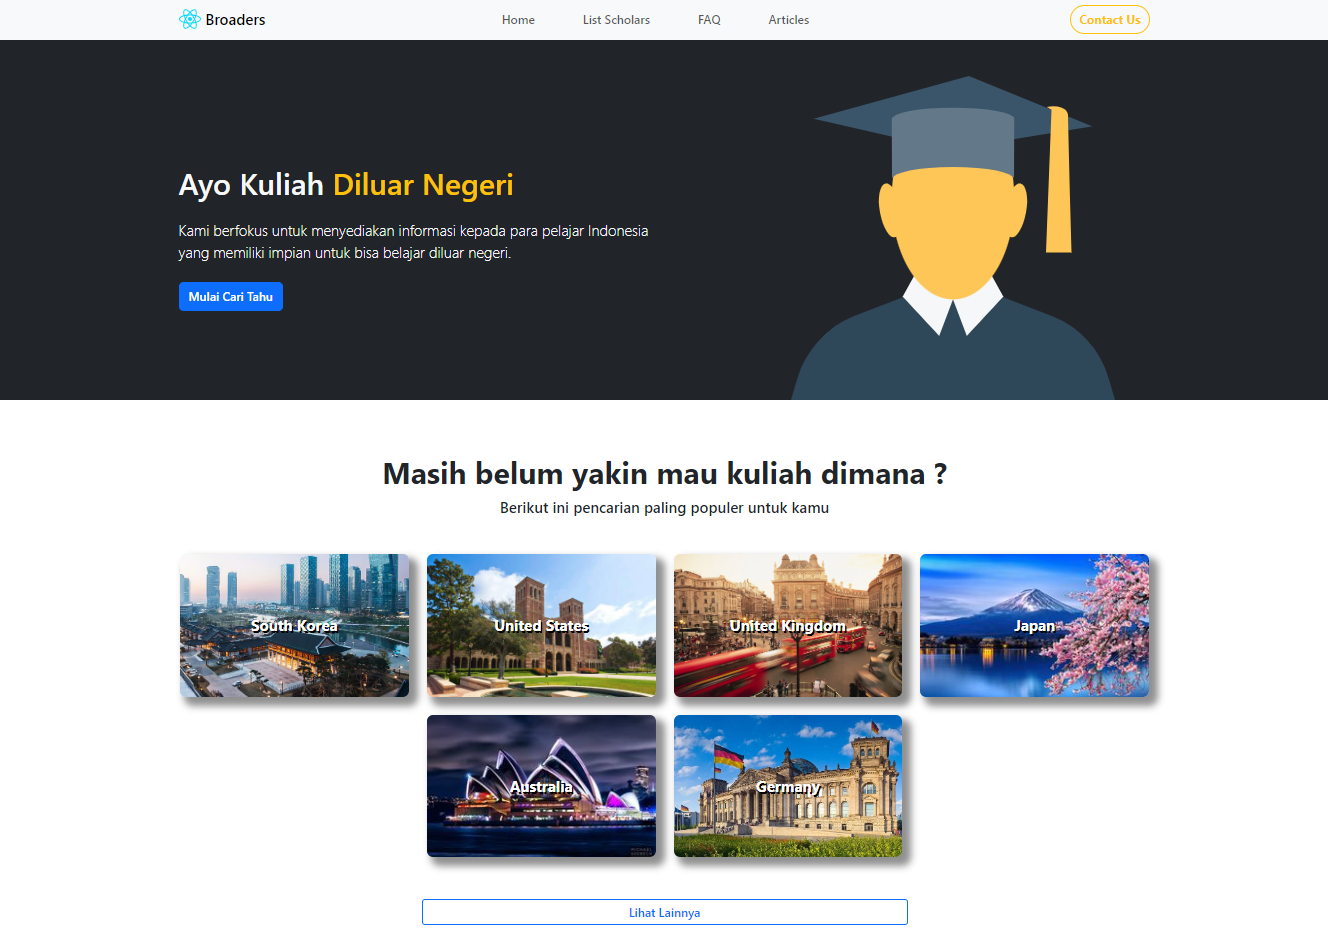 Broaders
Home
List Scholars
FAQ
Articles
Contact Us
Ayo Kuliah Diluar Negeri
Kami berfokus untuk menyediakan informasi kepada para pelajar Indonesia
yang memiliki impian untuk bisa belajar diluar negeri.
Mulai Cari Tahu
Masih belum yakin mau kuliah dimana ?
Berikut ini pencarian paling populer untuk kamu
South Korea
United States
United Kingdom
Japan
Australia
Germany
Lihat Lainnya